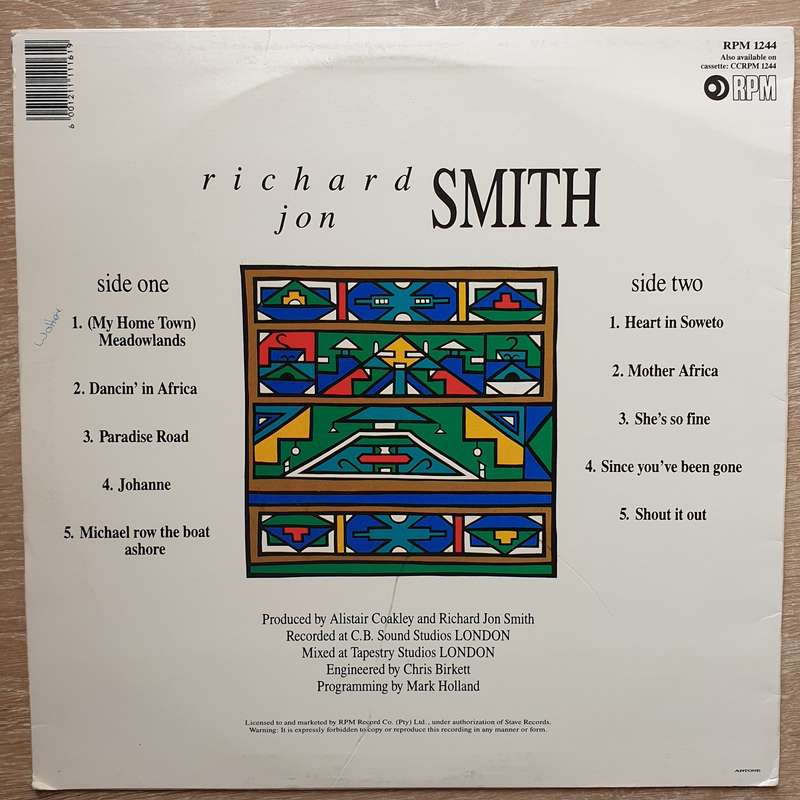 6 001211 111619
RPM 1244
Also available on
cassette: CCRPM 1244
RPM
richard
jon
SMITH
side one
1. (My Home Town)
Meadowlands
2. Dancin' in Africa
3. Paradise Road
4. Johanne
5. Michael row the boat
ashore
Walter
side two
1. Heart in Soweto
2. Mother Africa
3. She's so fine
4. Since you've been gone
5. Shout it out
Produced by Alistair Coakley and Richard Jon Smith
Recorded at C.B. Sound Studios LONDON
Mixed at Tapestry Studios LONDON
Engineered by Chris Birkett
Programming by Mark Holland
Licensed to and marketed by RPM Record Co. (Pty) Ltd., under authorization of Stave Records.
Warning: It is expressly forbidden to copy or reproduce this recording in any manner or form.
ARTONE